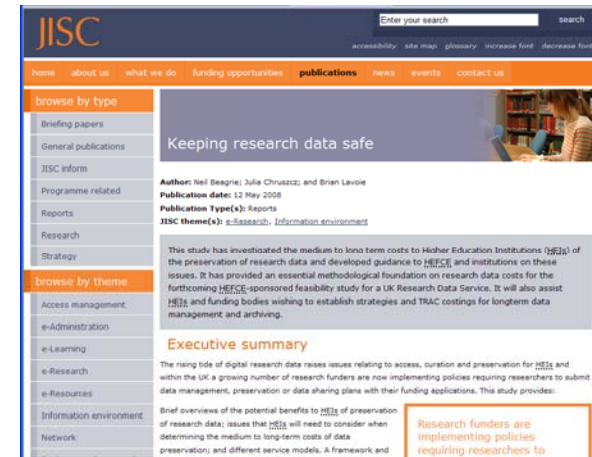 JISC
Enter your search
search
accessibility site map glossary increase font decrease font
home about us what we do funding opportunities publications news events contact us
browse by type
Briefing papers
General publications
JISC inform
Programme related
Reports
Research
Strategy
browse by theme
Access management
e-Administration
e-Learning
e-Research
e-Resources
Information environment
Network
Keeping research data safe
Author: Neil Beagrie; Julia Chruszcz; and Brian Lavoie
Publication date: 12 May 2008
Publication Type(s): Reports
JISC theme(s): e-Research, Information environment
This study has investigated the medium to long term costs to Higher Education Institutions (HEIs) of
the preservation of research data and developed guidance to HEFCE and institutions on these
issues. It has provided an essential methodological foundation on research data costs for the
forthcoming HEFCE-sponsored feasibility study for a UK Research Data Service. It will also assist
HEIs and funding bodies wishing to establish strategies and TRAC costings for longterm data
management and archiving.
Executive summary
The rising tide of digital research data raises issues relating to access, curation and preservation for HEIs and
within the UK a growing number of research funders are now implementing policies requiring researchers to submit
data management, preservation or data sharing plans with their funding applications. This study provides:
Brief overviews of the potential benefits to HEIs of preservation
of research data; issues that HEIs will need to consider when
determining the medium to long-term costs of data
preservation; and different service models. A framework and
Research funders are
implementing policies
requiring researchers to